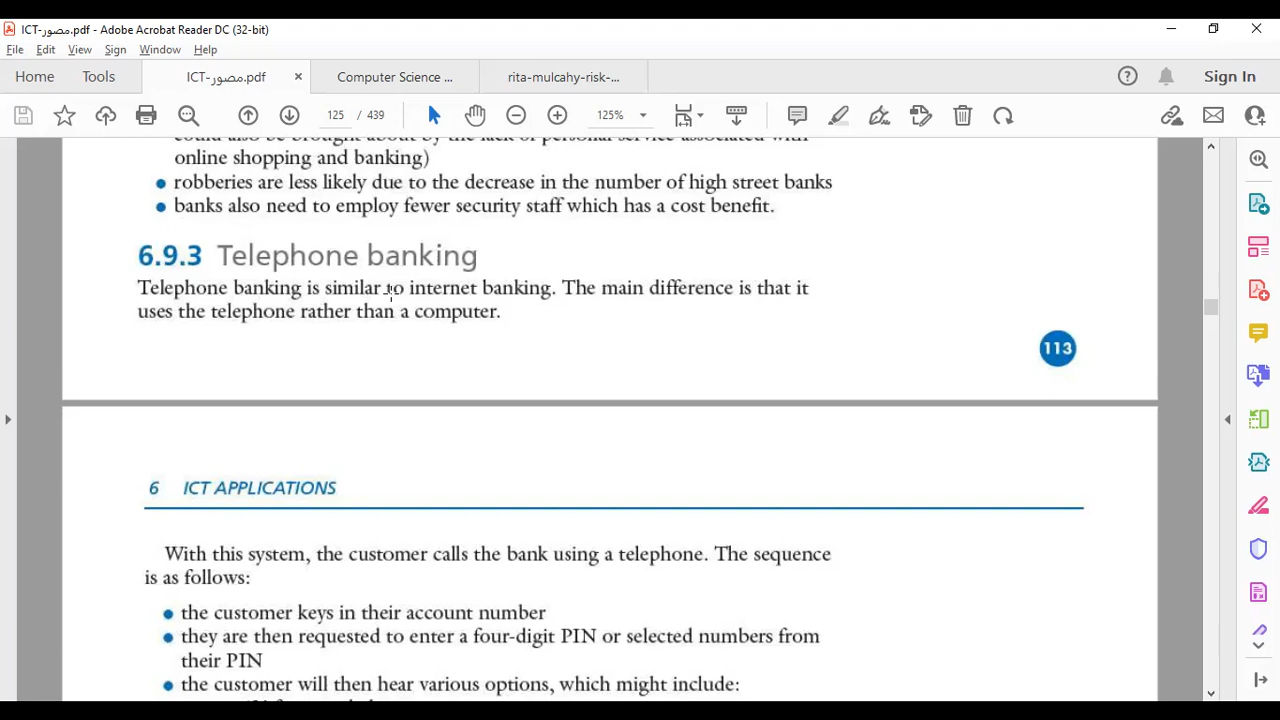 ICT-مصور.pdf - Adobe Acrobat Reader DC (32-bit)
File Edit View Sign Window Help
Home Tools ICT-مصور.pdf × Computer Science ... rita-mulcahy-risk-... Sign In
125 / 439 125%
could also be brought about by the lack of personal service associated with
online shopping and banking)
• robberies are less likely due to the decrease in the number of high street banks
• banks also need to employ fewer security staff which has a cost benefit.
6.9.3 Telephone banking
Telephone banking is similar to internet banking. The main difference is that it
uses the telephone rather than a computer.
113
6 ICT APPLICATIONS
With this system, the customer calls the bank using a telephone. The sequence
is as follows:
• the customer keys in their account number
• they are then requested to enter a four-digit PIN or selected numbers from
their PIN
• the customer will then hear various options, which might include: